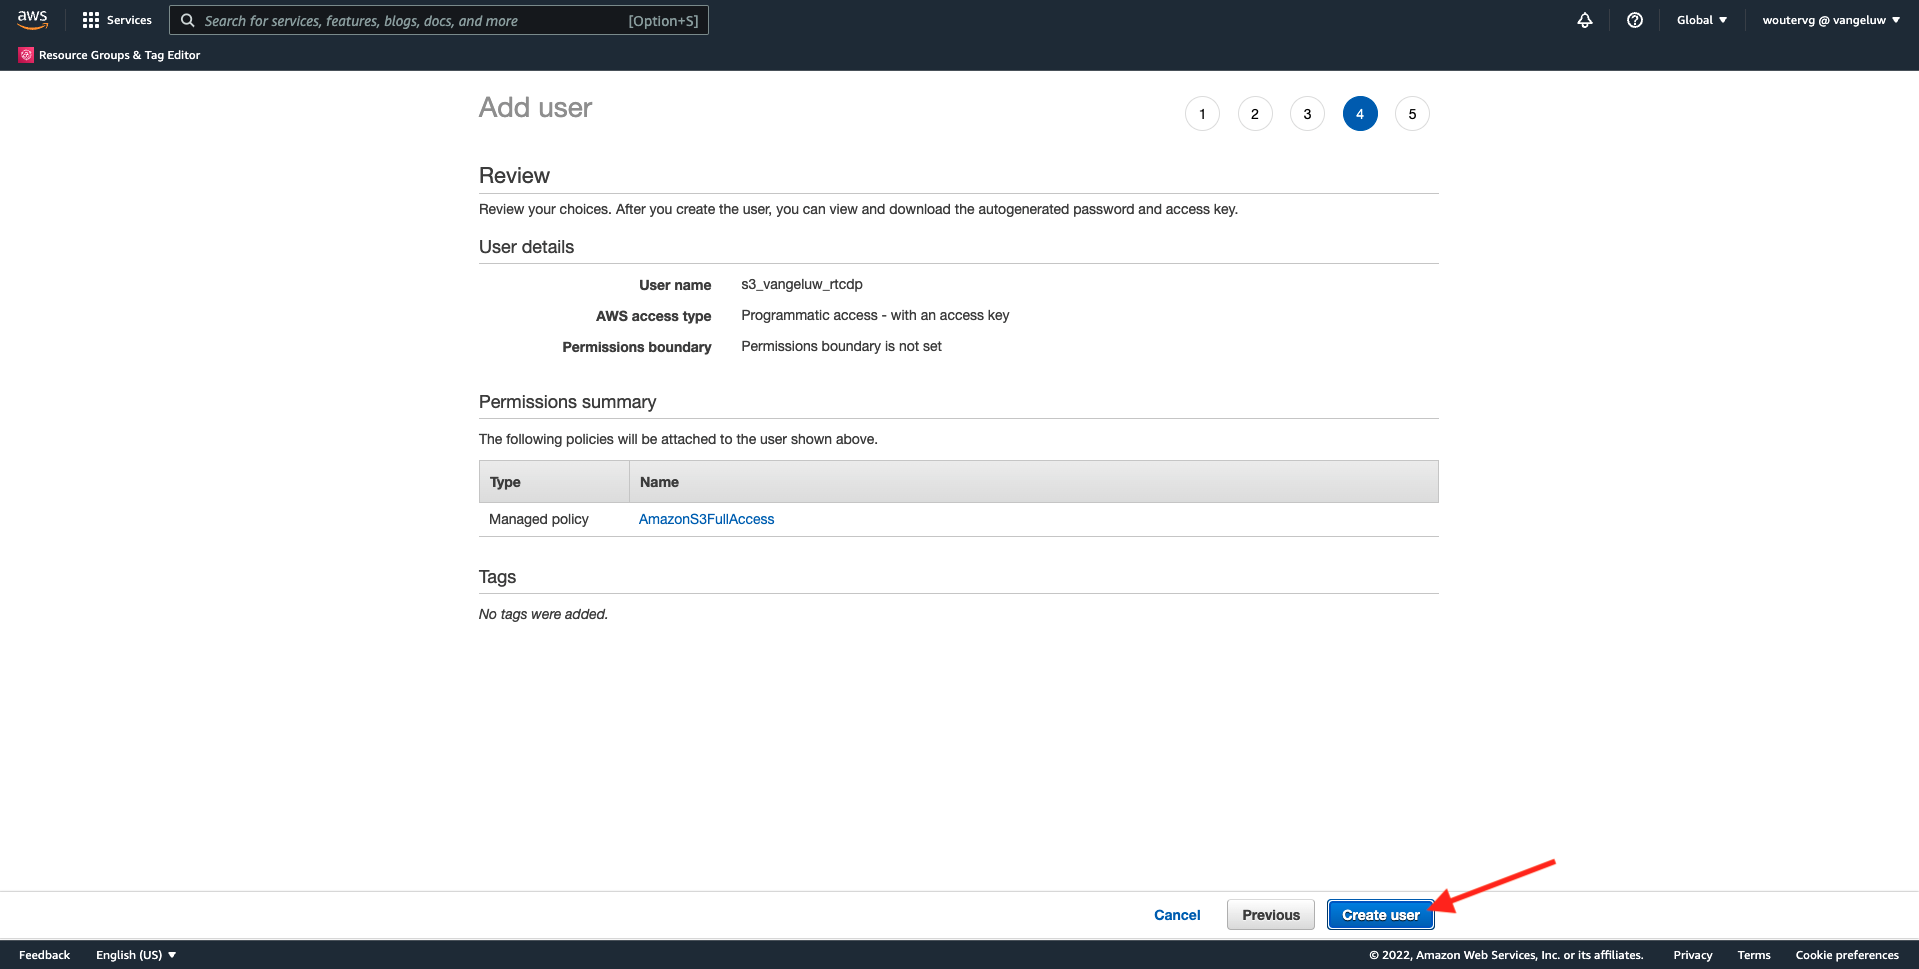 aws
Services
Search for services, features, blogs, docs, and more
[Option+S]
Global
woutervg @ vangeluw
Resource Groups & Tag Editor
Add user
1 2 3 4 5
Review
Review your choices. After you create the user, you can view and download the autogenerated password and access key.
User details
User name s3_vangeluw_rtcdp
AWS access type Programmatic access - with an access key
Permissions boundary Permissions boundary is not set
Permissions summary
The following policies will be attached to the user shown above.
Type Name
Managed policy AmazonS3FullAccess
Tags
No tags were added.
Cancel Previous Create user
Feedback English (US) © 2022, Amazon Web Services, Inc. or its affiliates. Privacy Terms Cookie preferences